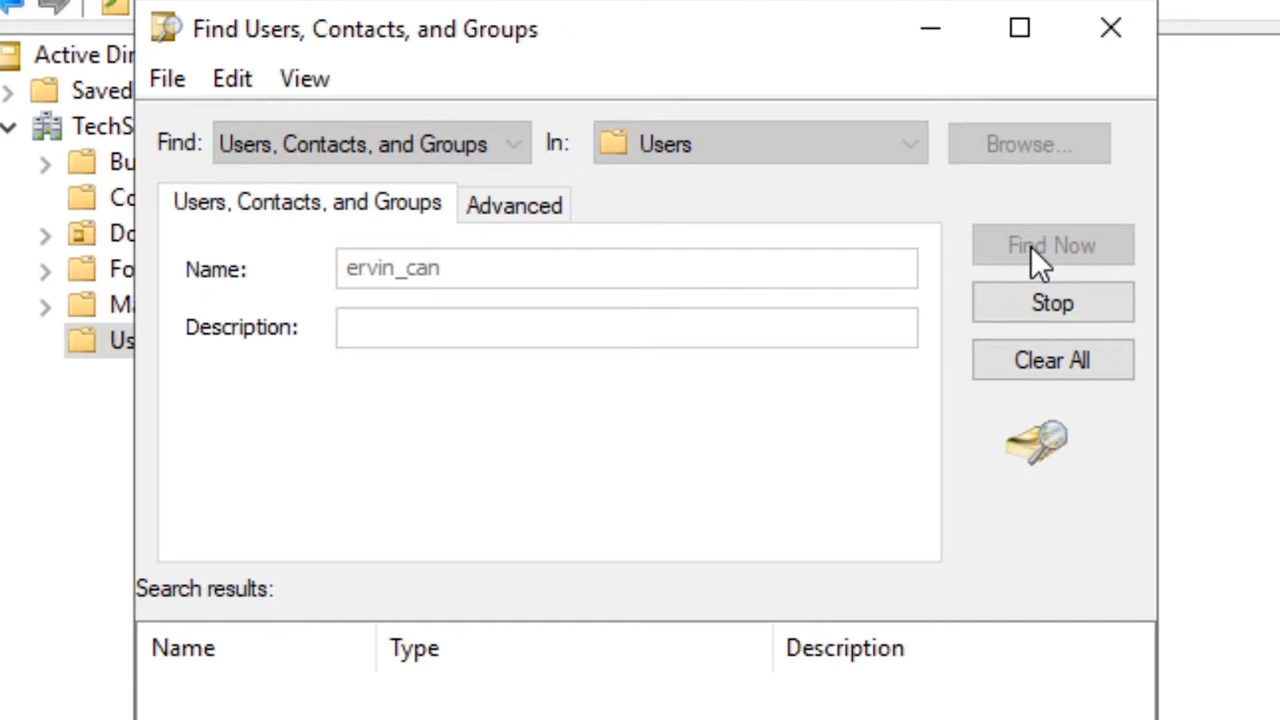 Find Users, Contacts, and Groups
Active Dir
File Edit View
Saved
TechS
Find: Users, Contacts, and Groups In: Users Browse...
Bu
Co
Users, Contacts, and Groups Advanced
Do
Find Now
Name: ervin_can
Fo
Stop
Ma
Description:
Us
Clear All
Search results:
Name Type Description